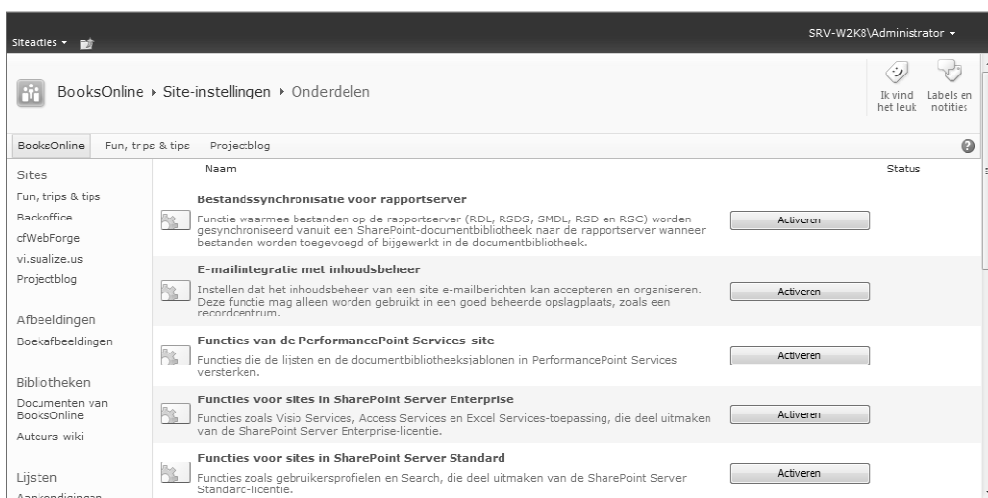 SRV-W2K8\Administrator
Siteacties
BooksOnline Site-instellingen Onderdelen
Ik vind het leuk
Labels en notities
BooksOnline Fun, trips & tips Projectblog
Naam Status
Sites
Fun, trips & tips
Backoffice
cfWebForge
vi.sualize.us
Projectblog
Afbeeldingen
Boekafbeeldingen
Bibliotheken
Documenten van
BooksOnline
Auteurs wiki
Lijsten
Aankondigingen
Bestandssynchronisatie voor rapportserver
Functie waarmee bestanden op de rapportserver (RDL, RSDS, SMDL, RSD en RSC) worden
gesynchroniseerd vanuit een SharePoint-documentbibliotheek naar de rapportserver wanneer
bestanden worden toegevoegd of bijgewerkt in de documentbibliotheek.
Activeren
E-mailintegratie met inhoudsbeheer
Instellen dat het inhoudsbeheer van een site e-mailberichten kan accepteren en organiseren.
Deze functie mag alleen worden gebruikt in een goed beheerde opslagplaats, zoals een
recordcentrum.
Activeren
Functies van de PerformancePoint Services-site
Functies die de lijsten en de documentbibliotheeksjablonen in PerformancePoint Services
versterken.
Activeren
Functies voor sites in SharePoint Server Enterprise
Functies zoals Visio Services, Access Services en Excel Services-toepassing, die deel uitmaken
van de SharePoint Server Enterprise-licentie.
Activeren
Functies voor sites in SharePoint Server Standard
Functies zoals gebruikersprofielen en Search, die deel uitmaken van de SharePoint Server
Standard-licentie.
Activeren